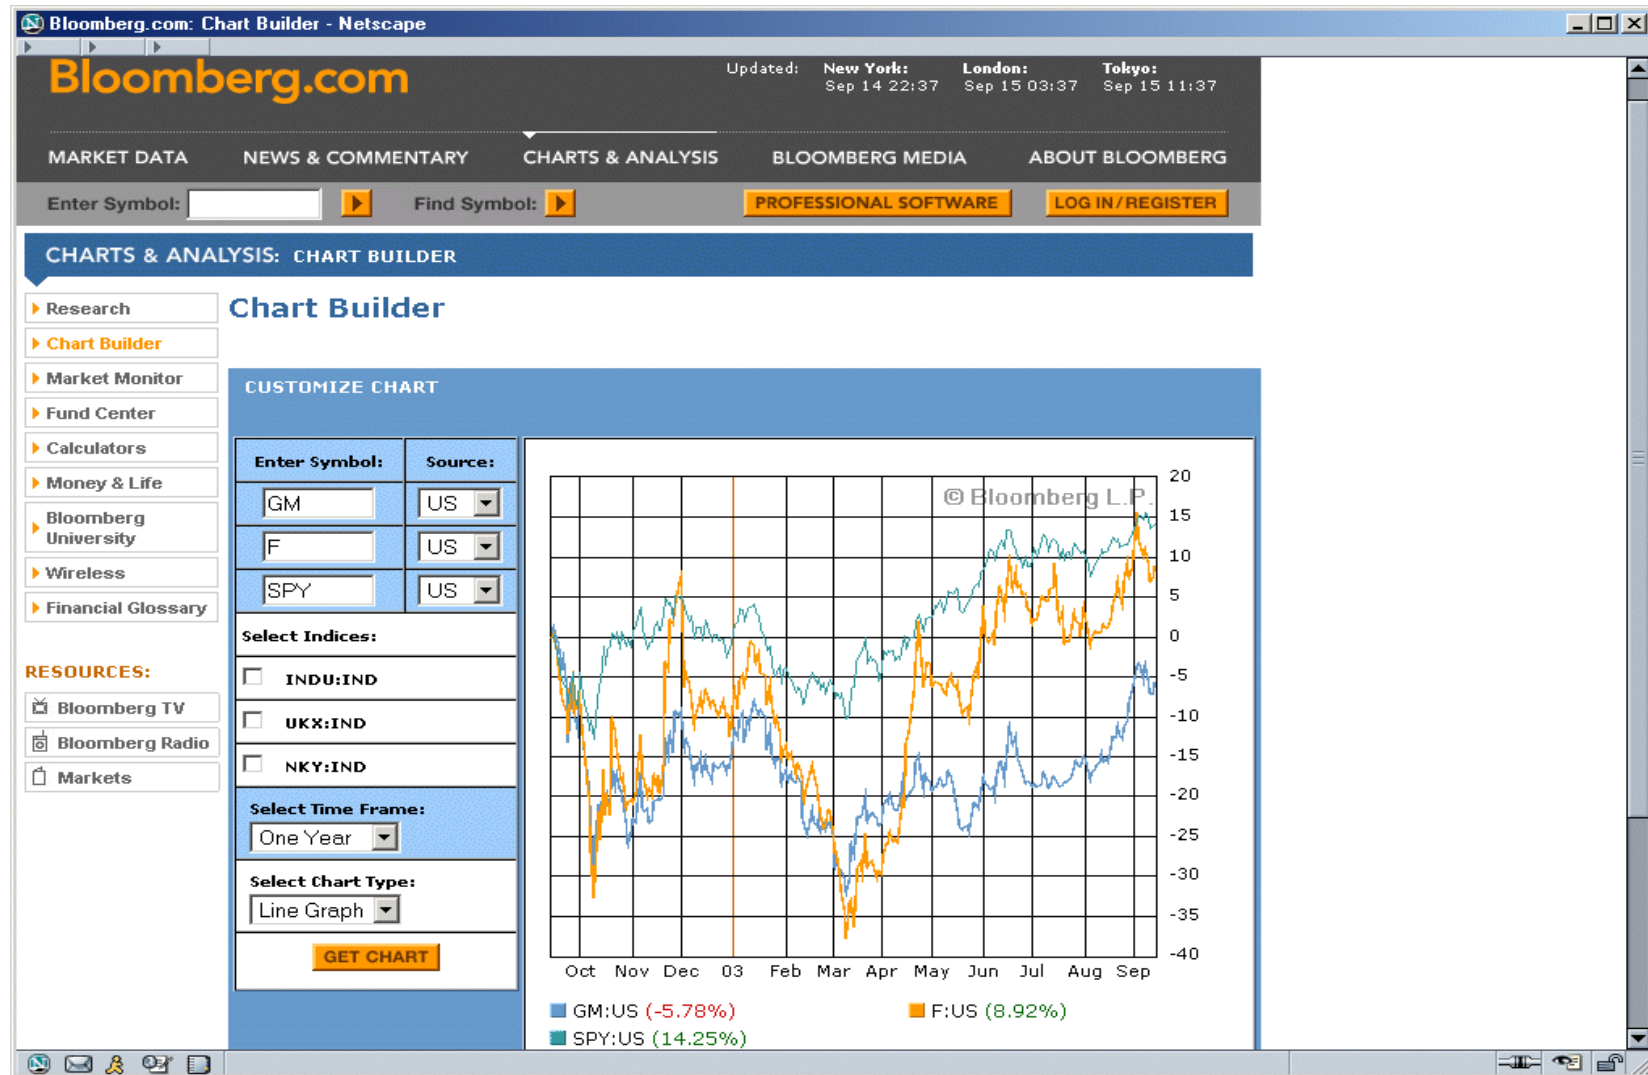 Bloomberg.com: Chart Builder - Netscape
Bloomberg.com
Updated: New York: London: Tokyo:
Sep 14 22:37 Sep 15 03:37 Sep 15 11:37
MARKET DATA NEWS & COMMENTARY CHARTS & ANALYSIS BLOOMBERG MEDIA ABOUT BLOOMBERG
Enter Symbol: Find Symbol: PROFESSIONAL SOFTWARE LOG IN/REGISTER
CHARTS & ANALYSIS: CHART BUILDER
Research
Chart Builder
Market Monitor
Fund Center
Calculators
Money & Life
Bloomberg
University
Wireless
Financial Glossary
RESOURCES:
Bloomberg TV
Bloomberg Radio
Markets
Chart Builder
CUSTOMIZE CHART
Enter Symbol: Source:
GM US
F US
SPY US
Select Indices:
INDU:IND
UKX:IND
NKY:IND
Select Time Frame:
One Year
Select Chart Type:
Line Graph
GET CHART
© Bloomberg L.P.
20
15
10
5
0
-5
-10
-15
-20
-25
-30
-35
-40
Oct Nov Dec 03 Feb Mar Apr May Jun Jul Aug Sep
GM:US (-5.78%) F:US (8.92%)
SPY:US (14.25%)